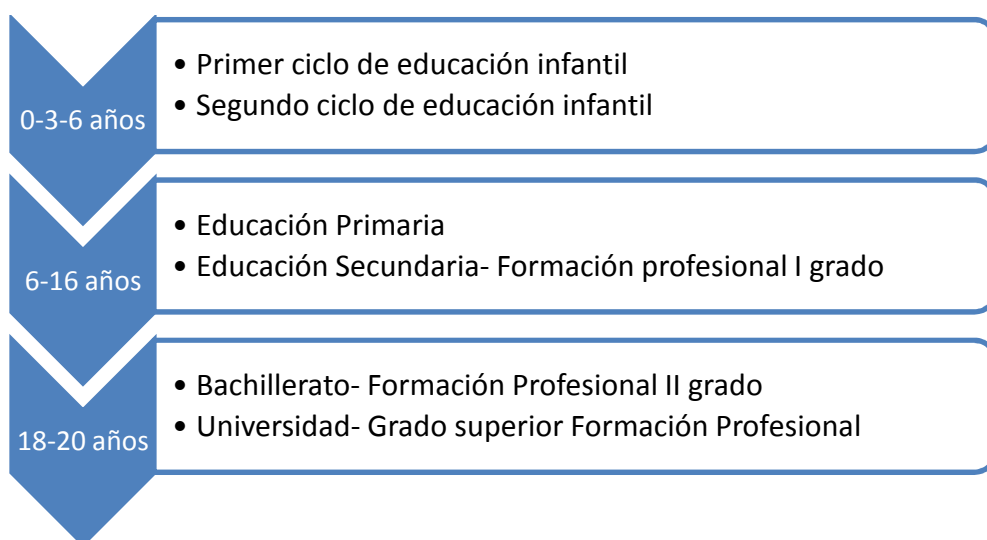 0-3-6 años
• Primer ciclo de educación infantil
• Segundo ciclo de educación infantil
6-16 años
• Educación Primaria
• Educación Secundaria- Formación profesional I grado
18-20 años
• Bachillerato- Formación Profesional II grado
• Universidad- Grado superior Formación Profesional